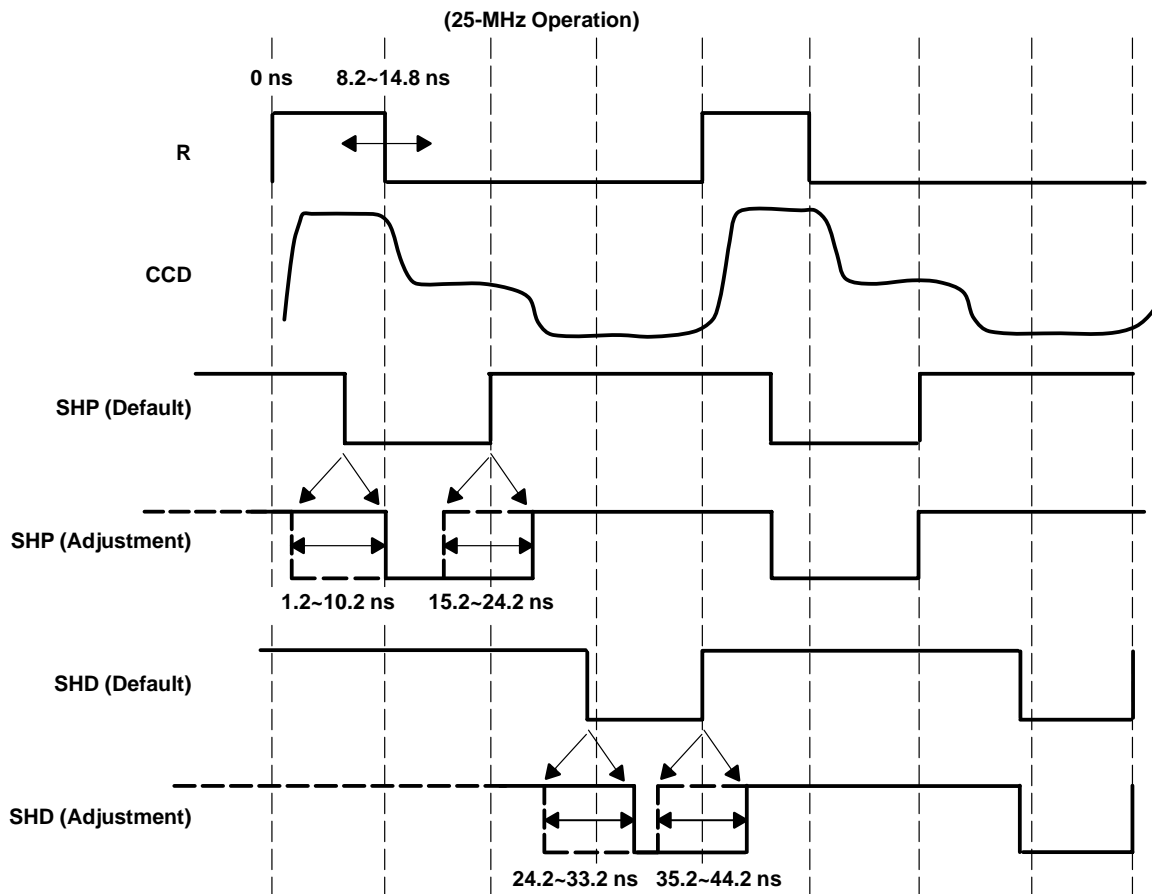 (25-MHz Operation)
0 ns
8.2~14.8 ns
R
CCD
SHP (Default)
SHP (Adjustment)
1.2~10.2 ns
15.2~24.2 ns
SHD (Default)
SHD (Adjustment)
24.2~33.2 ns
35.2~44.2 ns